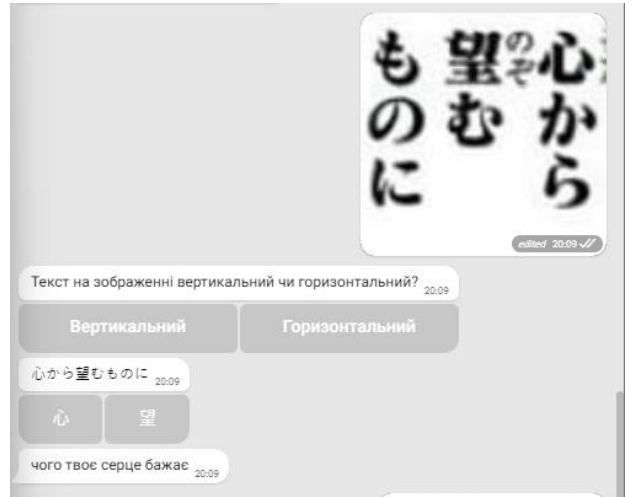 心から
望む
のぞ
ものに
edited 20:09
Текст на зображенні вертикальний чи горизонтальний? 20:09
Вертикальний
Горизонтальний
心から望むものに 20:09
心
望
чого твоє серце бажає 20:09